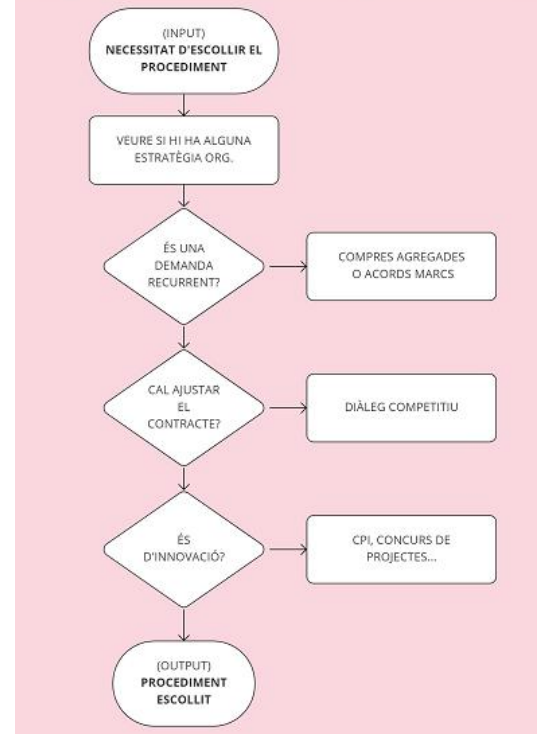 (INPUT)
NECESSITAT D'ESCOLLIR EL
PROCEDIMENT
VEURE SI HI HA ALGUNA
ESTRATÈGIA ORG.
ÉS UNA
DEMANDA
RECURRENT?
COMPRES AGREGADES
O ACORDS MARCS
CAL AJUSTAR
EL
CONTRACTE?
DIÀLEG COMPETITIU
ÉS
D'INNOVACIÓ?
CPI, CONCURS DE
PROJECTES...
(OUTPUT)
PROCEDIMENT
ESCOLLIT